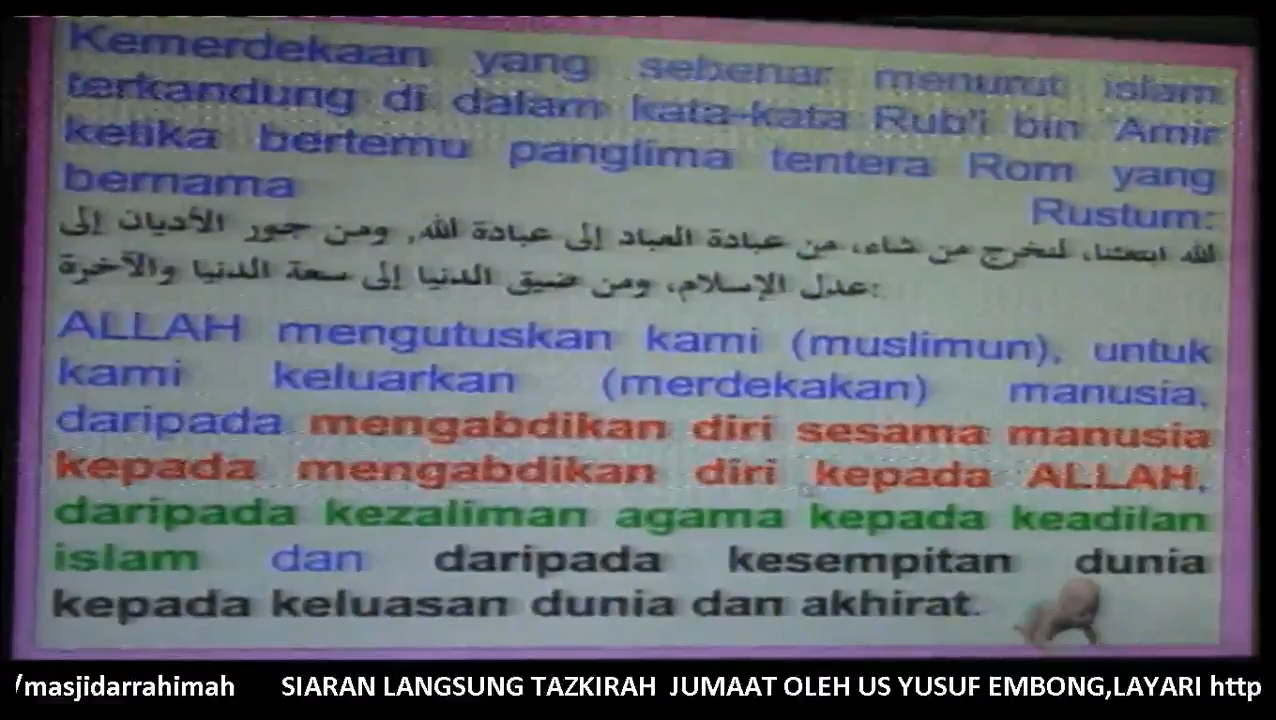 Kemerdekaan yang sebenar menurut islam
terkandung di dalam kata-kata Rub'i bin 'Amir
ketika bertemu panglima tentera Rom yang
bernama Rustum:
الله ابتعثنا، لنخرج من شاء، من عبادة العباد إلى عبادة الله, ومن جور الأديان إلى
عدل الإسلام، ومن ضيق الدنيا إلى سعة الدنيا والآخرة:
ALLAH mengutuskan kami (muslimun), untuk
kami keluarkan (merdekakan) manusia,
daripada mengabdikan diri sesama manusia
kepada mengabdikan diri kepada ALLAH,
daripada kezaliman agama kepada keadilan
islam dan daripada kesempitan dunia
kepada keluasan dunia dan akhirat.
/masjidarrahimah SIARAN LANGSUNG TAZKIRAH JUMAAT OLEH US YUSUF EMBONG,LAYARI http